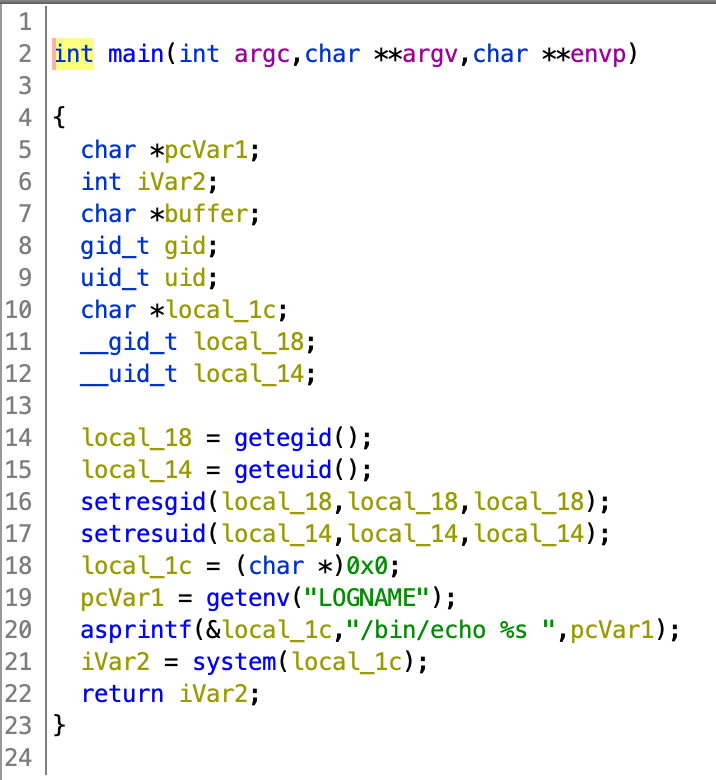 1
2 int main(int argc,char **argv,char **envp)
3
4 {
5 char *pcVar1;
6 int iVar2;
7 char *buffer;
8 gid_t gid;
9 uid_t uid;
10 char *local_1c;
11 __gid_t local_18;
12 __uid_t local_14;
13
14 local_18 = getegid();
15 local_14 = geteuid();
16 setresgid(local_18,local_18,local_18);
17 setresuid(local_14,local_14,local_14);
18 local_1c = (char *)0x0;
19 pcVar1 = getenv("LOGNAME");
20 asprintf(&local_1c,"/bin/echo %s ",pcVar1);
21 iVar2 = system(local_1c);
22 return iVar2;
23 }
24